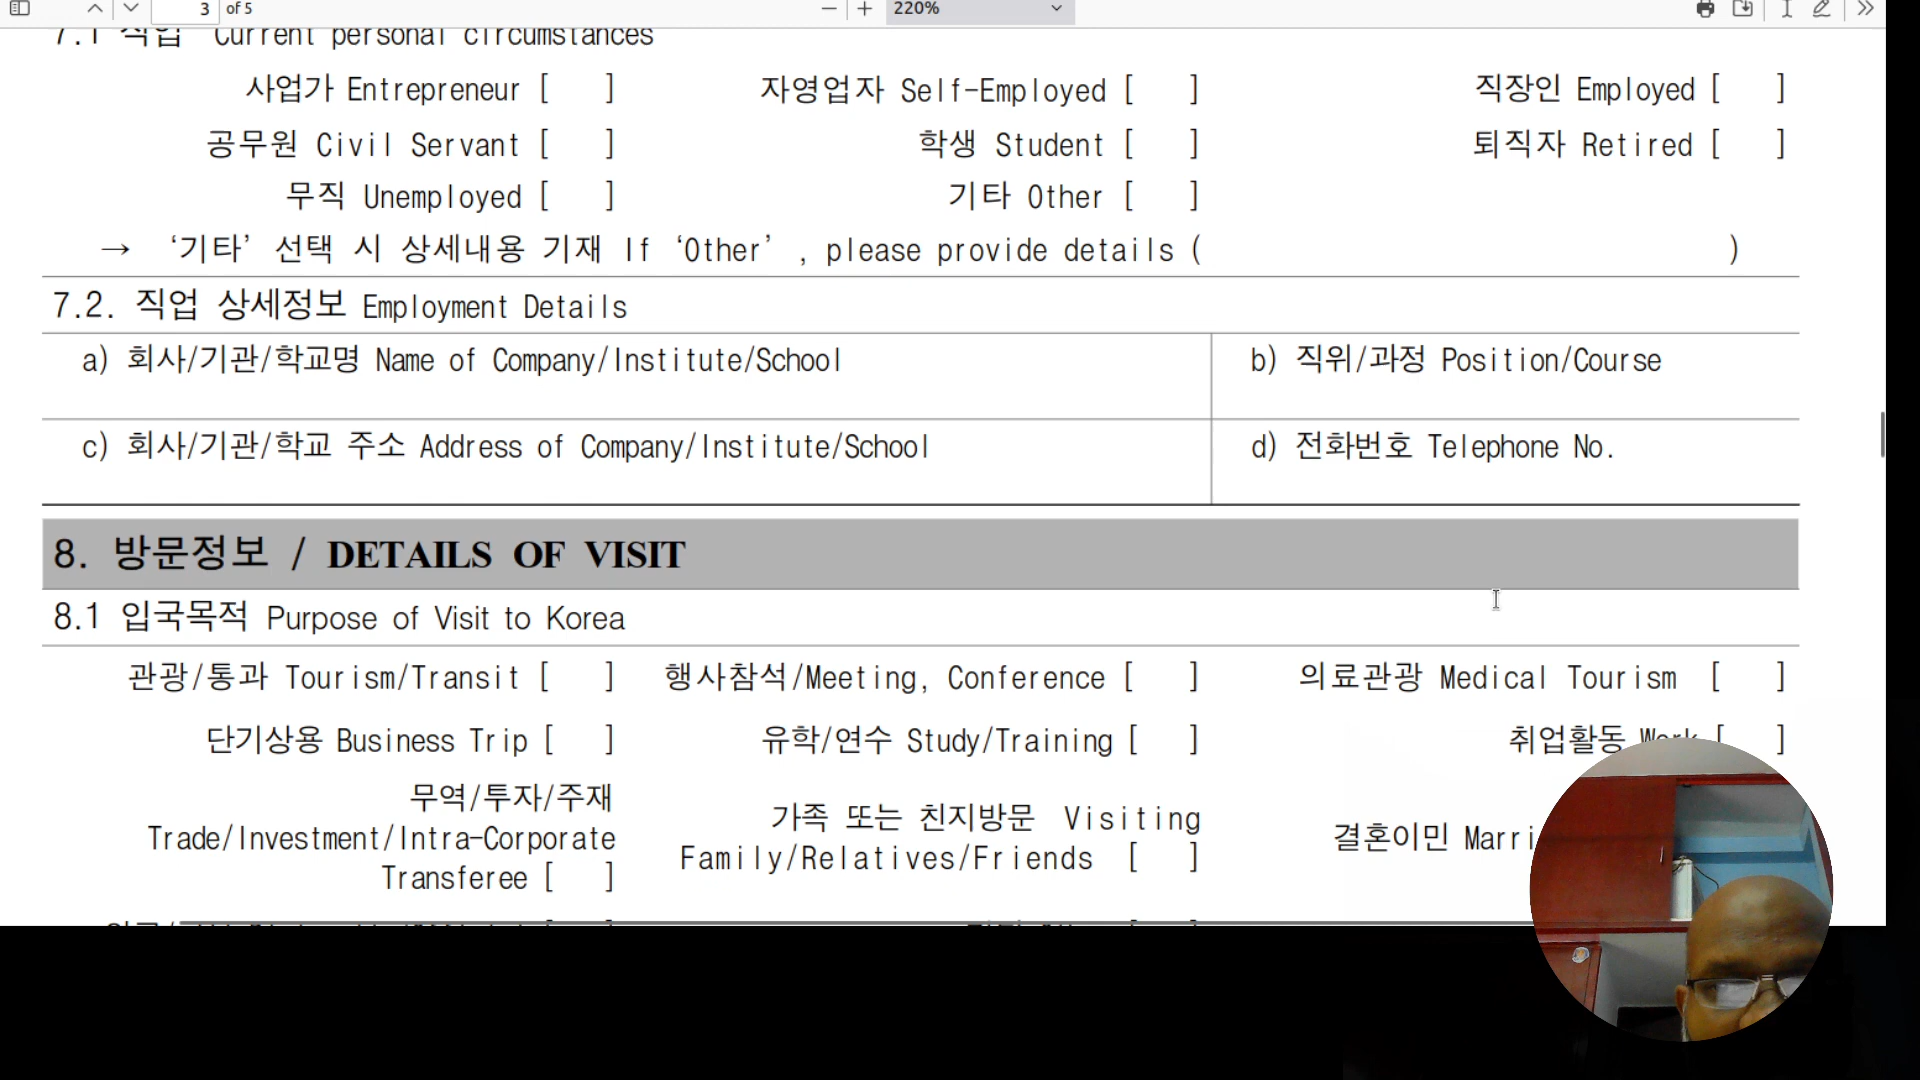 3 of 5
220%
7.1 직업 Current personal circumstances
사업가 Entrepreneur [ ] 자영업자 Self-Employed [ ] 직장인 Employed [ ]
공무원 Civil Servant [ ] 학생 Student [ ] 퇴직자 Retired [ ]
무직 Unemployed [ ] 기타 Other [ ]
→ ‘기타’ 선택 시 상세내용 기재 If ‘Other’ , please provide details ( )
7.2. 직업 상세정보 Employment Details
a) 회사/기관/학교명 Name of Company/Institute/School
b) 직위/과정 Position/Course
c) 회사/기관/학교 주소 Address of Company/Institute/School
d) 전화번호 Telephone No.
8. 방문정보 / DETAILS OF VISIT
8.1 입국목적 Purpose of Visit to Korea
관광/통과 Tourism/Transit [ ] 행사참석/Meeting, Conference [ ] 의료관광 Medical Tourism [ ]
단기상용 Business Trip [ ] 유학/연수 Study/Training [ ] 취업활동 Work [ ]
무역/투자/주재
Trade/Investment/Intra-Corporate
Transferee [ ]
가족 또는 친지방문 Visiting
Family/Relatives/Friends [ ]
결혼이민 Marri